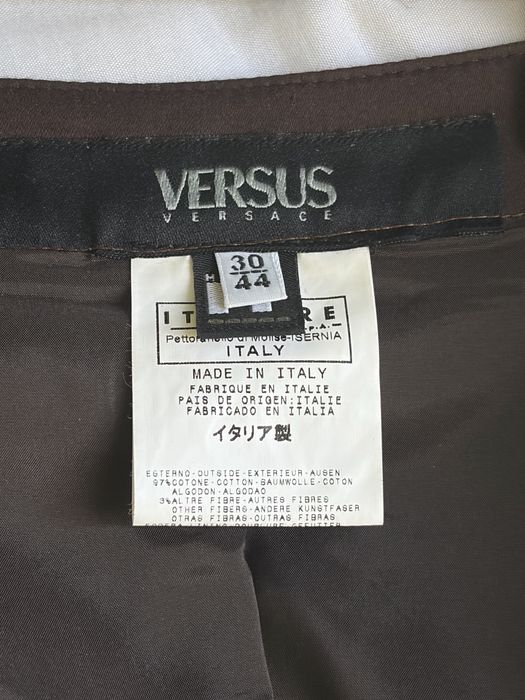 VERSUS
VERSACE
30
44
IT RE
Pettoranello di Molise-ISERNIA
ITALY
MADE IN ITALY
FABRIQUE EN ITALIE
PAIS DE ORIGEN:ITALIE
FABRICADO EN ITALIA
イタリア製
ESTERNO-OUTSIDE-EXTERIEUR-AUSEN
97%COTONE-COTTON-BAUMWOLLE-COTON
ALGODON-ALGODAO
3%ALTRE FIBRE-AUTRES FIBRES
OTHER FIBERS-ANDERE KUNSTFASER
OTRAS FIBRAS-OUTRAS FIBRAS